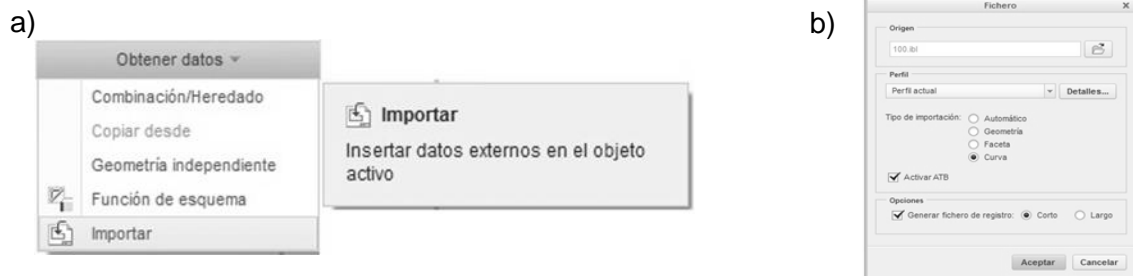 a)
Obtener datos
Combinación/Heredado
Copiar desde
Geometría independiente
Función de esquema
Importar
Importar
Insertar datos externos en el objeto
activo
b)
Fichero
Origen
100.ibl
Perfil
Perfil actual
Detalles...
Tipo de importación:
Automático
Geometría
Faceta
Curva
Activar ATB
Opciones
Generar fichero de registro: Corto Largo
Aceptar Cancelar